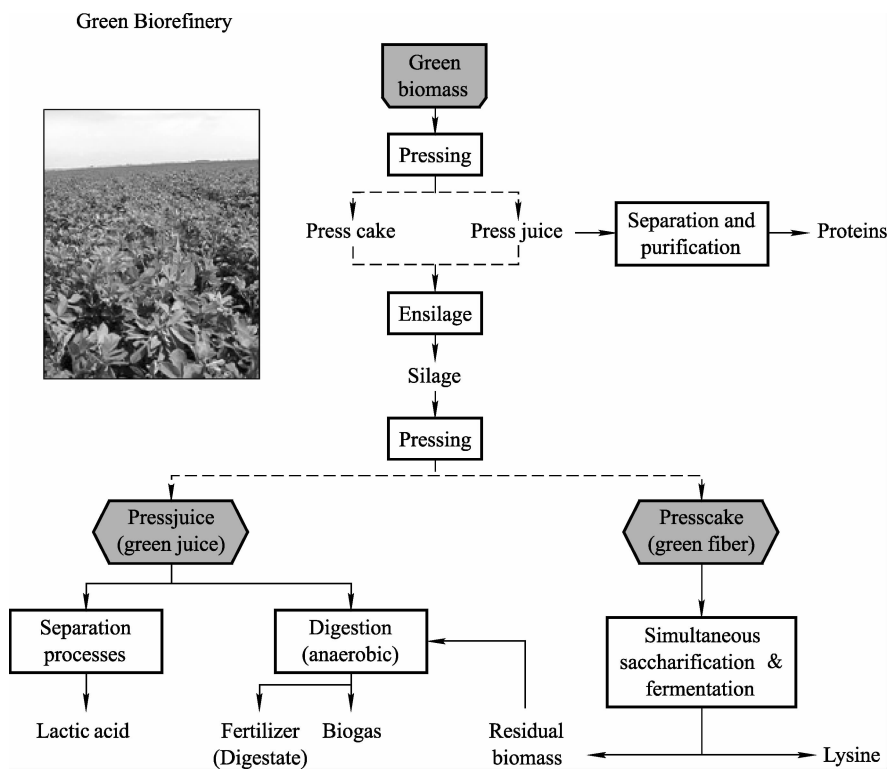 Green Biorefinery
Green
biomass
Pressing
Press cake
Press juice
Separation and
purification
Proteins
Ensilage
Silage
Pressing
Pressjuice
(green juice)
Presscake
(green fiber)
Separation
processes
Digestion
(anaerobic)
Simultaneous
saccharification &
fermentation
Lactic acid
Fertilizer
(Digestate)
Biogas
Residual
biomass
Lysine